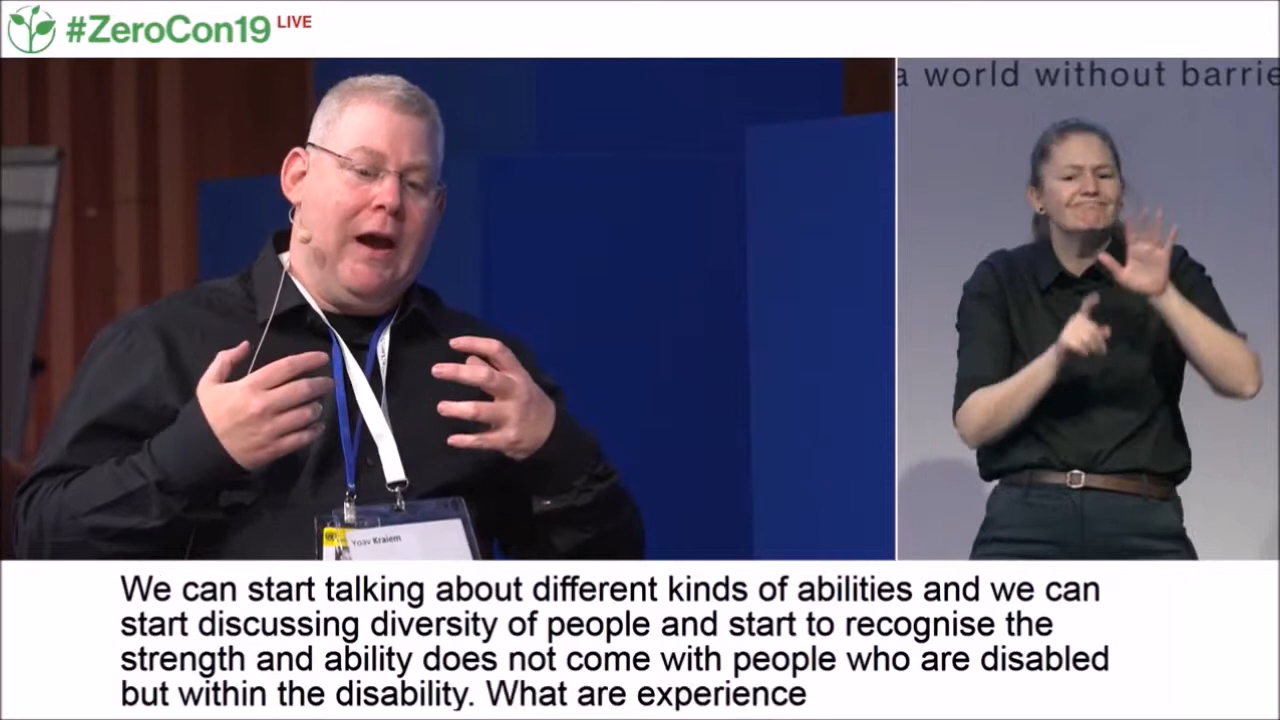 #ZeroCon19 LIVE
a world without barrie
Yoav Kraiem
We can start talking about different kinds of abilities and we can
start discussing diversity of people and start to recognise the
strength and ability does not come with people who are disabled
but within the disability. What are experience